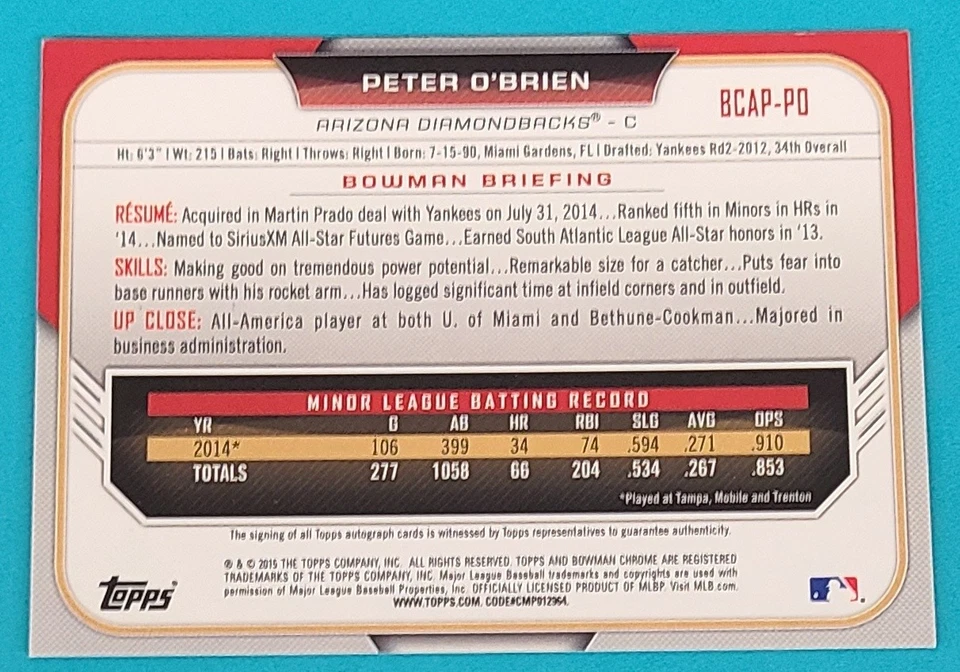 PETER O'BRIEN
BCAP-PO
ARIZONA DIAMONDBACKS® - C
Ht: 6'3" | Wt: 215 | Bats: Right | Throws: Right | Born: 7-15-90, Miami Gardens, FL | Drafted: Yankees Rd2-2012, 34th Overall
BOWMAN BRIEFING
RÉSUMÉ: Acquired in Martin Prado deal with Yankees on July 31, 2014...Ranked fifth in Minors in HRs in
'14...Named to SiriusXM All-Star Futures Game...Earned South Atlantic League All-Star honors in '13.
SKILLS: Making good on tremendous power potential...Remarkable size for a catcher...Puts fear into
base runners with his rocket arm...Has logged significant time at infield corners and in outfield.
UP CLOSE: All-America player at both U. of Miami and Bethune-Cookman...Majored in
business administration.
MINOR LEAGUE BATTING RECORD
YR G AB HR RBI SLG AVG OPS
2014* 106 399 34 74 .594 .271 .910
TOTALS 277 1058 66 204 .534 .267 .853
*Played at Tampa, Mobile and Trenton
The signing of all Topps autograph cards is witnessed by Topps representatives to guarantee authenticity.
® & © 2015 THE TOPPS COMPANY, INC. ALL RIGHTS RESERVED. TOPPS AND BOWMAN CHROME ARE REGISTERED
TRADEMARKS OF THE TOPPS COMPANY, INC. Major League Baseball trademarks and copyrights are used with
permission of Major League Baseball Properties, Inc. OFFICIALLY LICENSED PRODUCT OF MLBP. Visit MLB.com.
WWW.TOPPS.COM. CODE#CMP012364.
Topps®